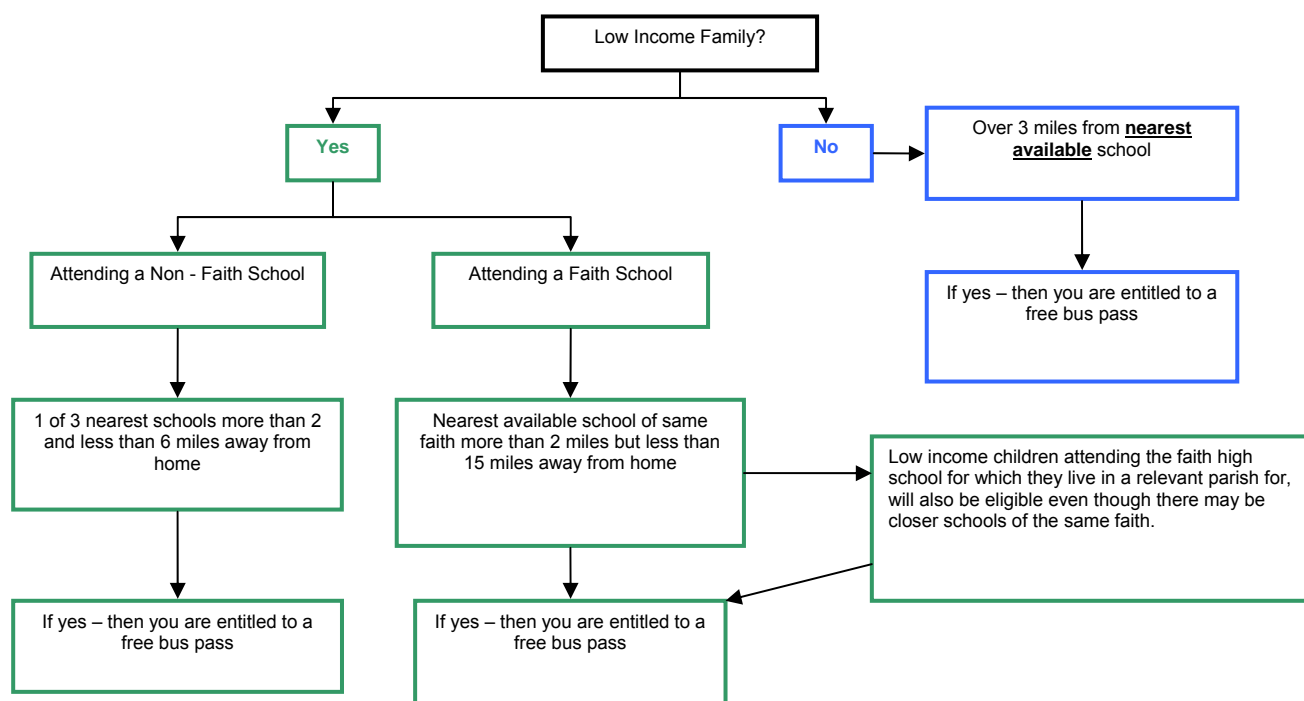 Low Income Family?
Yes
No
Over 3 miles from nearest
available school
Attending a Non - Faith School
Attending a Faith School
If yes – then you are entitled to a
free bus pass
1 of 3 nearest schools more than 2
and less than 6 miles away from
home
Nearest available school of same
faith more than 2 miles but less than
15 miles away from home
Low income children attending the faith high
school for which they live in a relevant parish for,
will also be eligible even though there may be
closer schools of the same faith.
If yes – then you are entitled to a
free bus pass
If yes – then you are entitled to a
free bus pass